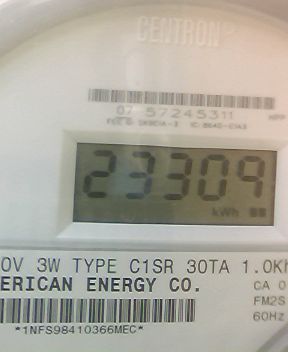 CENTRON
07 57245311
23309
kWh
0V 3W TYPE C1SR 30TA 1.0Kh
ERICAN ENERGY CO. CA 0
FM2S
60Hz
*1NFS98410366MEC*